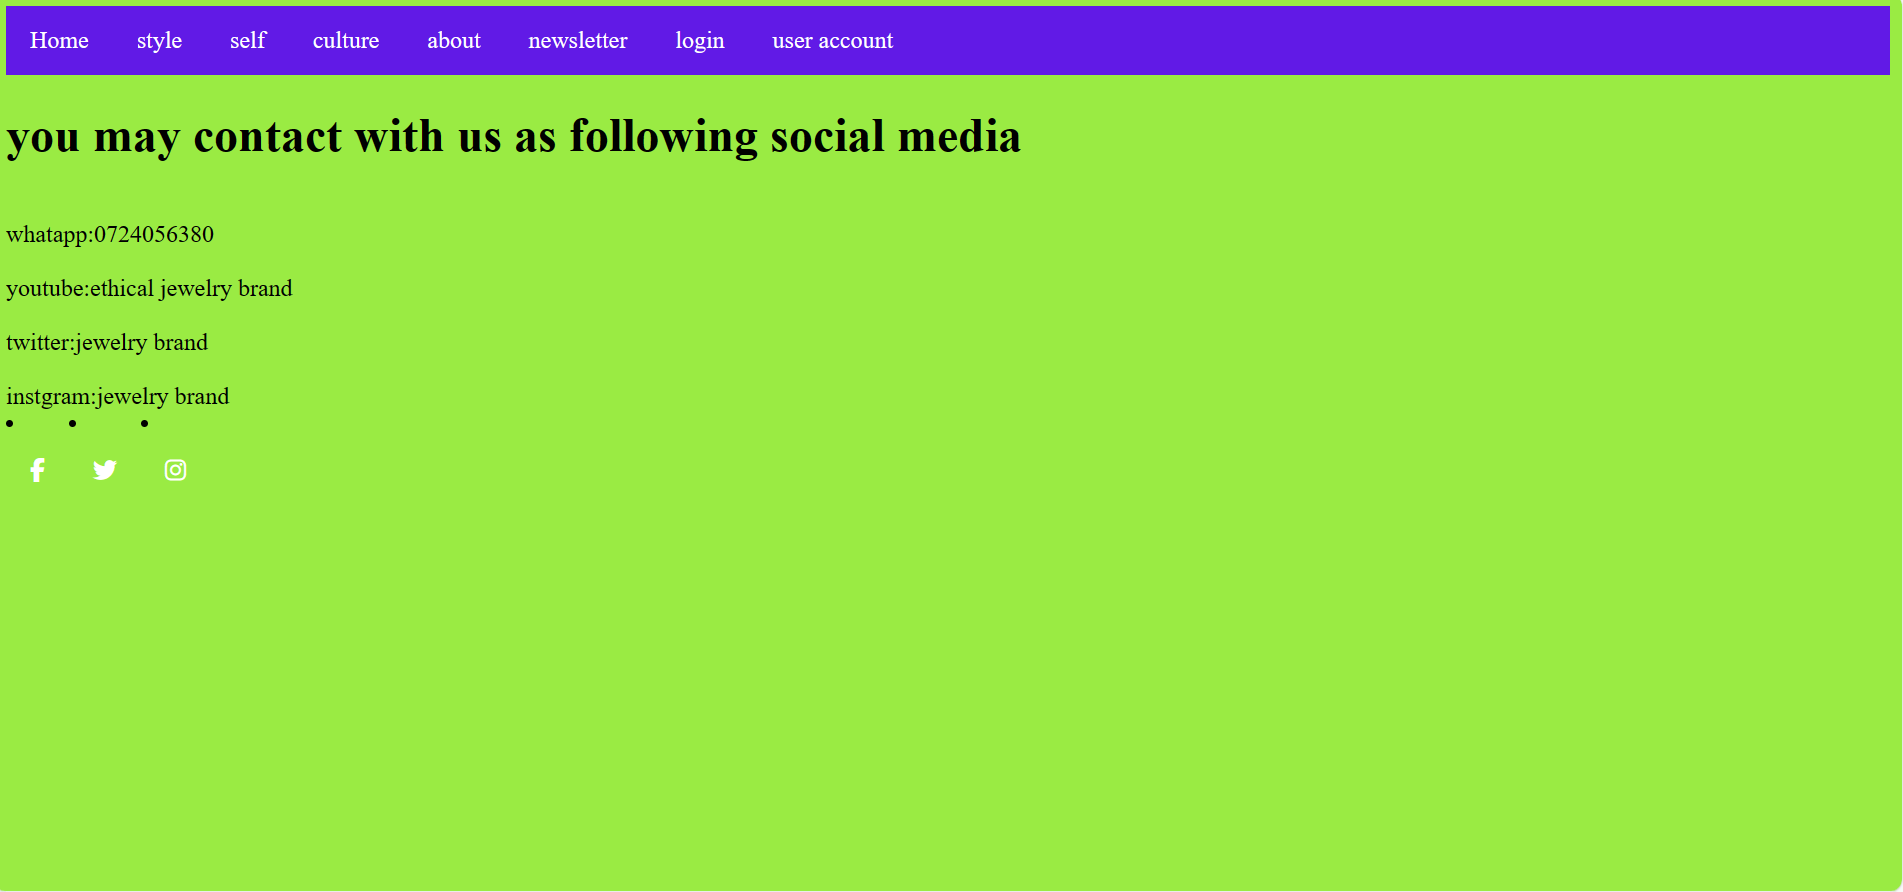 Home style self culture about newsletter login user account
you may contact with us as following social media
whatapp:0724056380
youtube:ethical jewelry brand
twitter:jewelry brand
instgram:jewelry brand